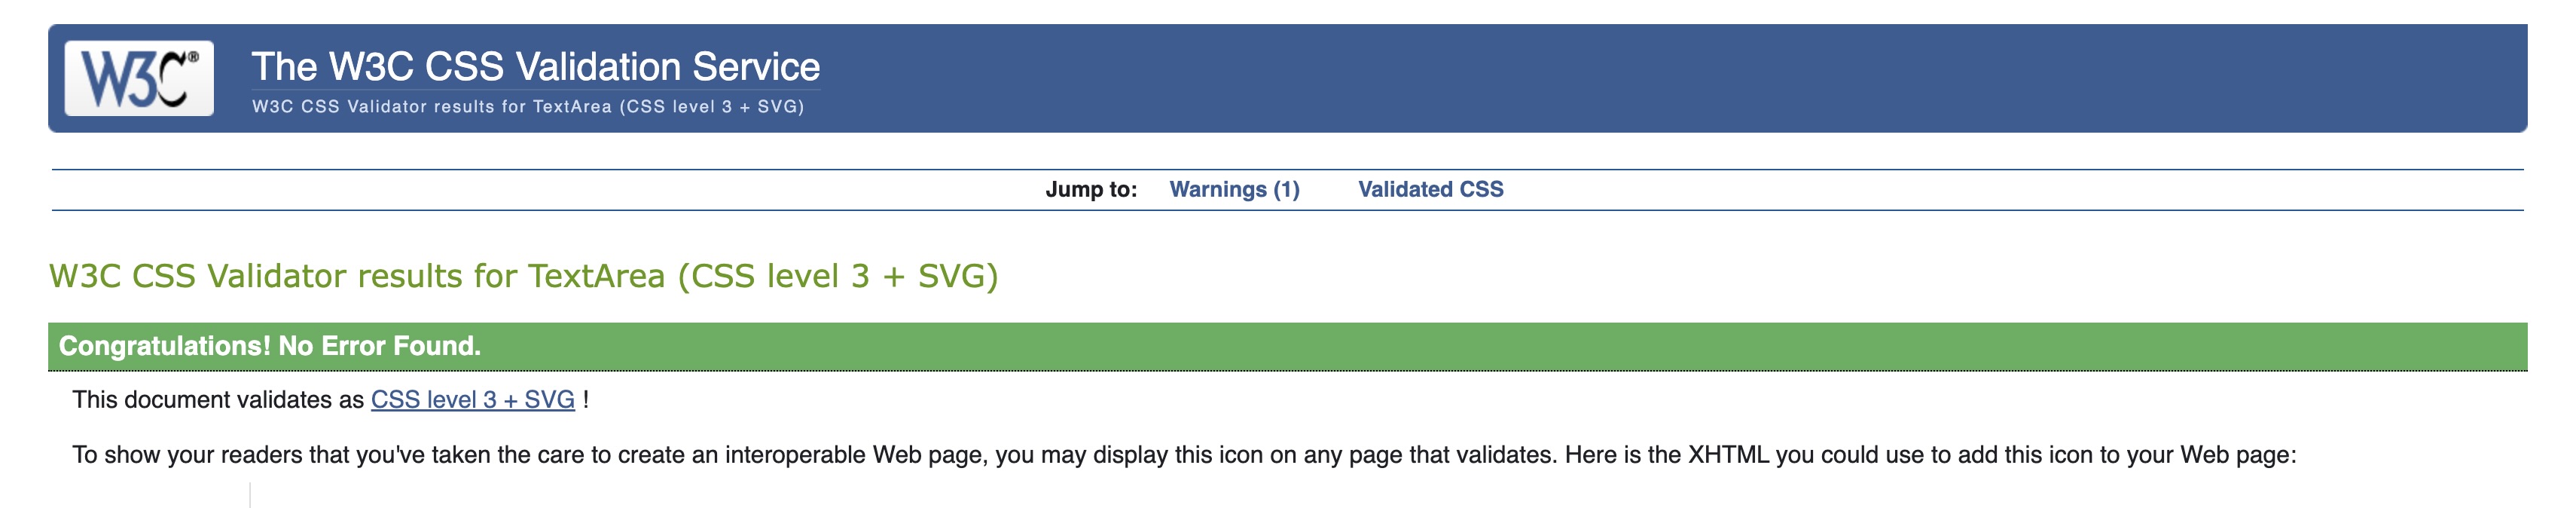 W3C®
The W3C CSS Validation Service
W3C CSS Validator results for TextArea (CSS level 3 + SVG)
Jump to: Warnings (1) Validated CSS
W3C CSS Validator results for TextArea (CSS level 3 + SVG)
Congratulations! No Error Found.
This document validates as CSS level 3 + SVG !
To show your readers that you've taken the care to create an interoperable Web page, you may display this icon on any page that validates. Here is the XHTML you could use to add this icon to your Web page: